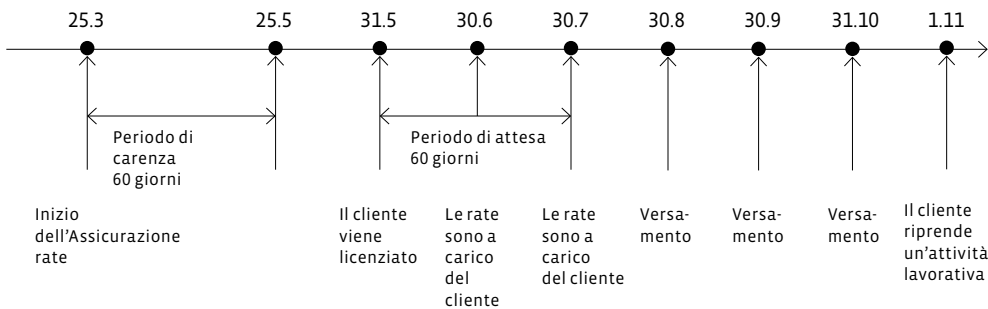 25.3 25.5 31.5 30.6 30.7 30.8 30.9 31.10 1.11
Periodo di
carenza
60 giorni
Periodo di attesa
60 giorni
Inizio
dell’Assicurazione
rate
Il cliente
viene
licenziato
Le rate
sono a
carico
del
cliente
Le rate
sono a
carico
del cliente
Versa-
mento
Versa-
mento
Versa-
mento
Il cliente
riprende
un’attività
lavorativa